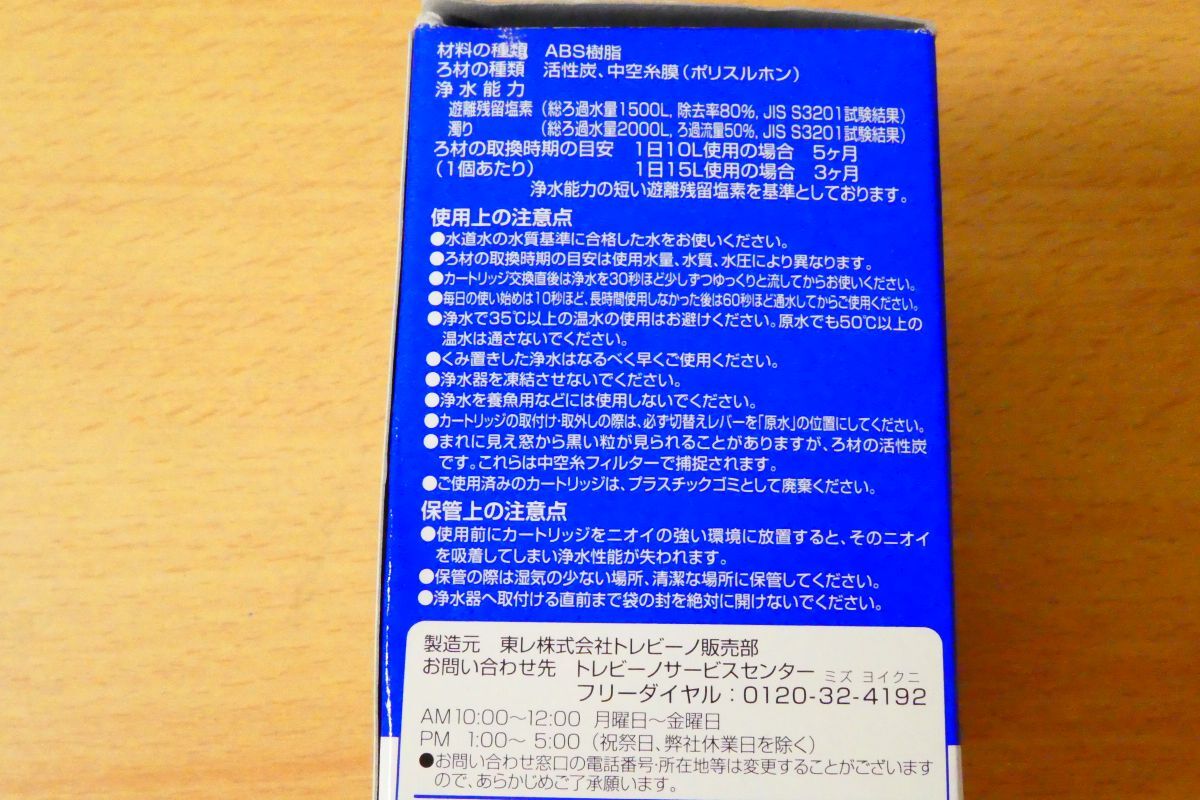 材料の種類 ABS樹脂
ろ材の種類 活性炭、中空糸膜(ポリスルホン)
浄水能力
遊離残留塩素 (総ろ過水量1500L, 除去率80%, JIS S3201試験結果)
濁り (総ろ過水量2000L, ろ過流量50%, JIS S3201試験結果)
ろ材の取換時期の目安 1日10L使用の場合 5ヶ月
(1個あたり) 1日15L使用の場合 3ヶ月
浄水能力の短い遊離残留塩素を基準としております。
使用上の注意点
●水道水の水質基準に合格した水をお使いください。
●ろ材の取換時期の目安は使用水量、水質、水圧により異なります。
●カートリッジ交換直後は浄水を30秒ほど少しずつゆっくりと流してからお使いください。
●毎日の使い始めは10秒ほど、長時間使用しなかった後は60秒ほど通水してからご使用ください。
●浄水で35℃以上の温水の使用はお避けください。原水でも50℃以上の
温水は通さないでください。
●くみ置きした浄水はなるべく早くご使用ください。
●浄水器を凍結させないでください。
●浄水を養魚用などには使用しないでください。
●カートリッジの取付け・取外しの際は、必ず切替えレバーを「原水」の位置にしてください。
●まれに見え窓から黒い粒が見られることがありますが、ろ材の活性炭
です。これらは中空糸フィルターで捕捉されます。
●ご使用済みのカートリッジは、プラスチックゴミとして廃棄ください。
保管上の注意点
●使用前にカートリッジをニオイの強い環境に放置すると、そのニオイ
を吸着してしまい浄水性能が失われます。
●保管の際は湿気の少ない場所、清潔な場所に保管してください。
●浄水器へ取付ける直前まで袋の封を絶対に開けないでください。
製造元 東レ株式会社トレビーノ販売部
お問い合わせ先 トレビーノサービスセンター
ミズ ヨイクニ
フリーダイヤル:0120-32-4192
AM10:00〜12:00 月曜日〜金曜日
PM 1:00〜 5:00 (祝祭日、弊社休業日を除く)
●お問い合わせ窓口の電話番号・所在地等は変更することがございます
ので、あらかじめご了承願います。